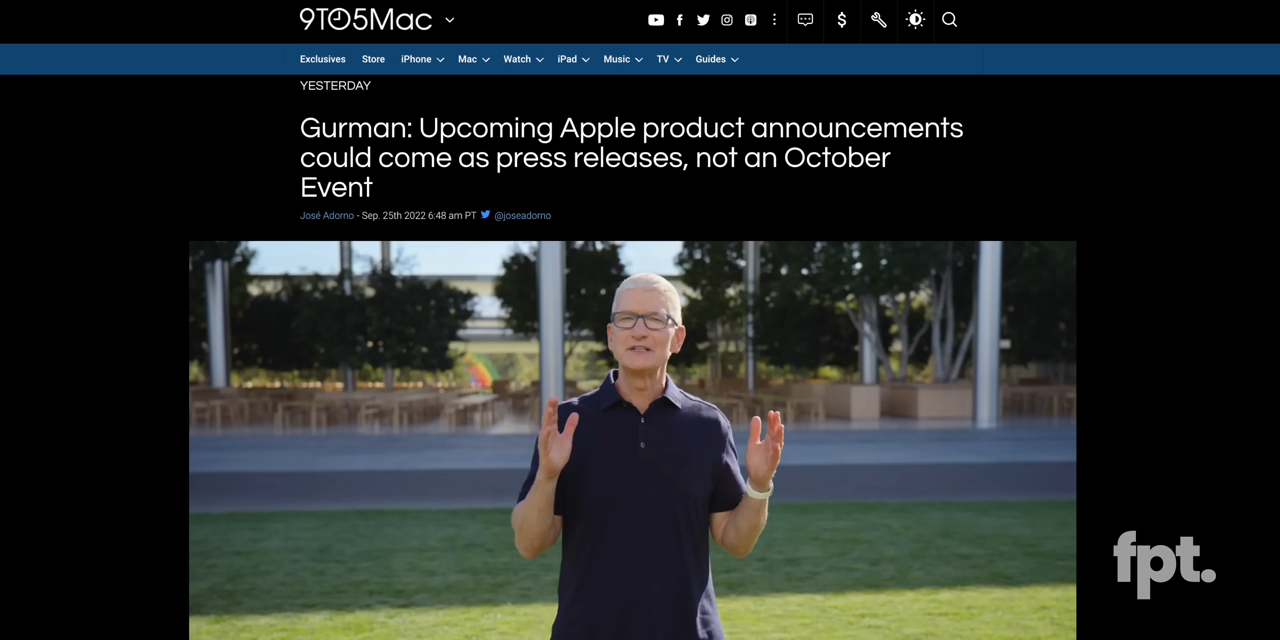 9TO5Mac
Exclusives Store iPhone Mac Watch iPad Music TV Guides
YESTERDAY
Gurman: Upcoming Apple product announcements
could come as press releases, not an October
Event
José Adorno - Sep. 25th 2022 6:48 am PT @joseadorno
fpt.